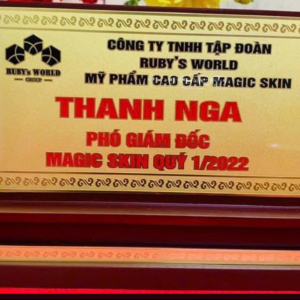 RUBY's WORLD
GROUP
CÔNG TY TNHH TẬP ĐOÀN
RUBY'S WORLD
MỸ PHẨM CAO CẤP MAGIC SKIN
THANH NGA
PHÓ GIÁM ĐỐC
MAGIC SKIN QUÝ 1/2022